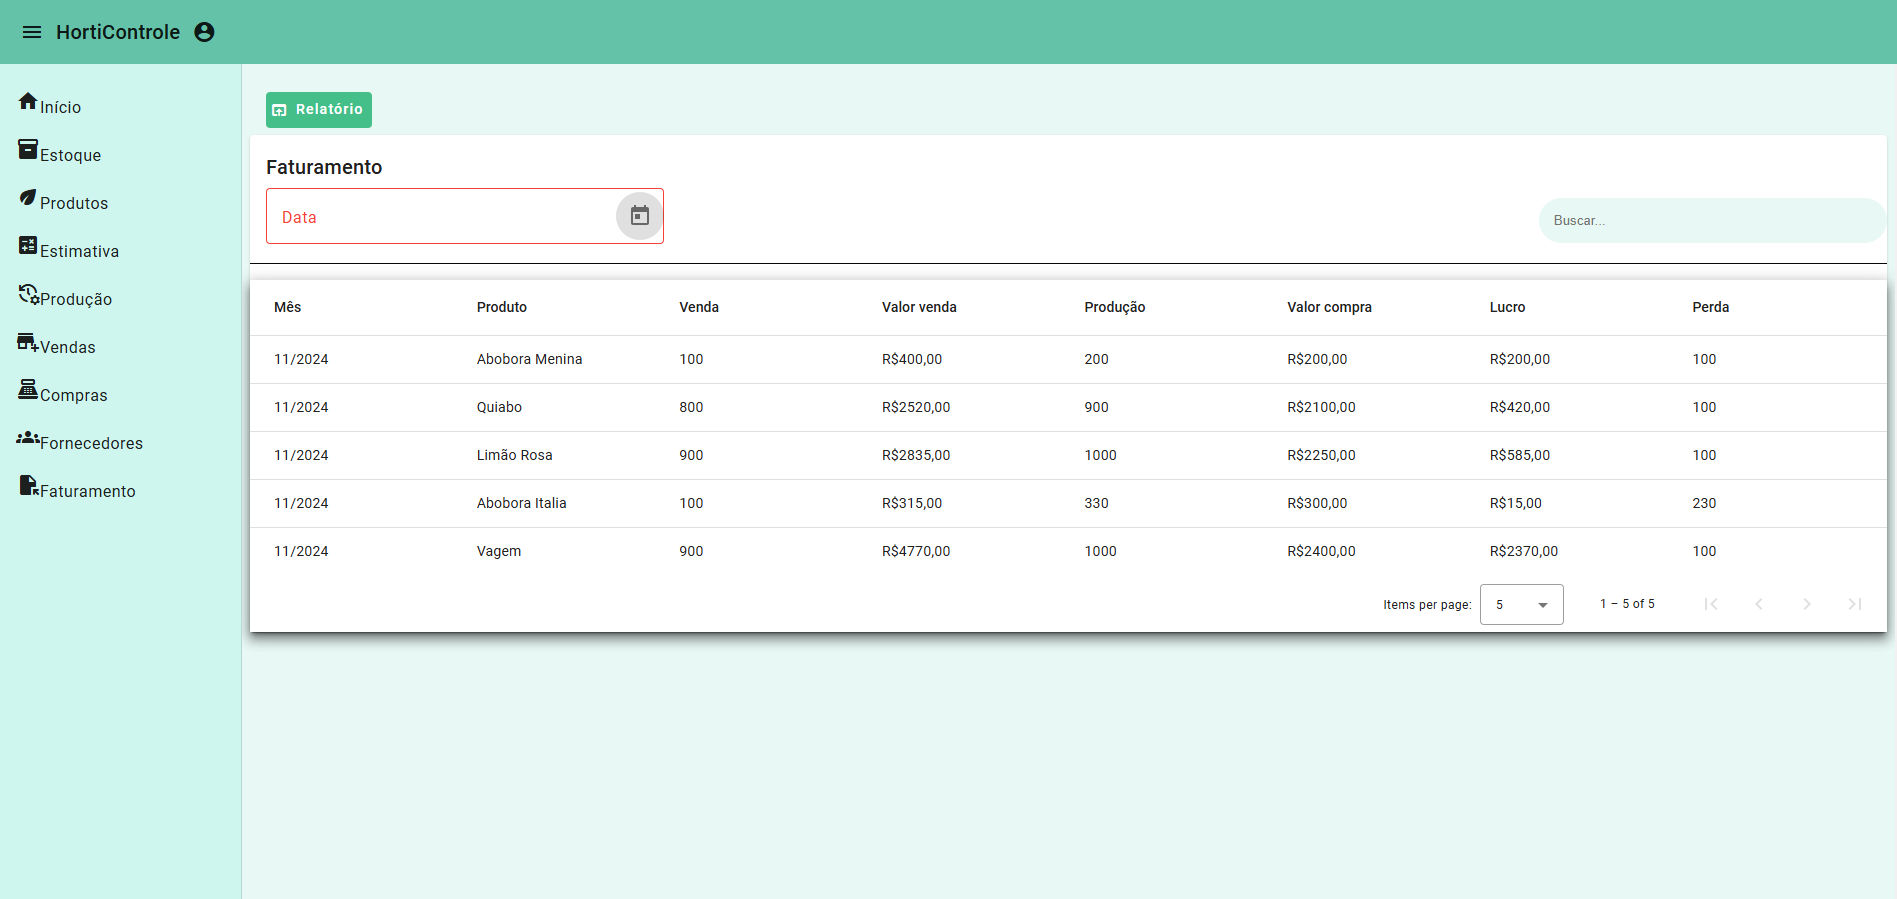 HortiControle
Início
Estoque
Produtos
Estimativa
Produção
Vendas
Compras
Fornecedores
Faturamento
Relatório
Faturamento
Data
Buscar...
Mês Produto Venda Valor venda Produção Valor compra Lucro Perda
11/2024 Abobora Menina 100 R$400,00 200 R$200,00 R$200,00 100
11/2024 Quiabo 800 R$2520,00 900 R$2100,00 R$420,00 100
11/2024 Limão Rosa 900 R$2835,00 1000 R$2250,00 R$585,00 100
11/2024 Abobora Italia 100 R$315,00 330 R$300,00 R$15,00 230
11/2024 Vagem 900 R$4770,00 1000 R$2400,00 R$2370,00 100
Items per page: 5 1 – 5 of 5